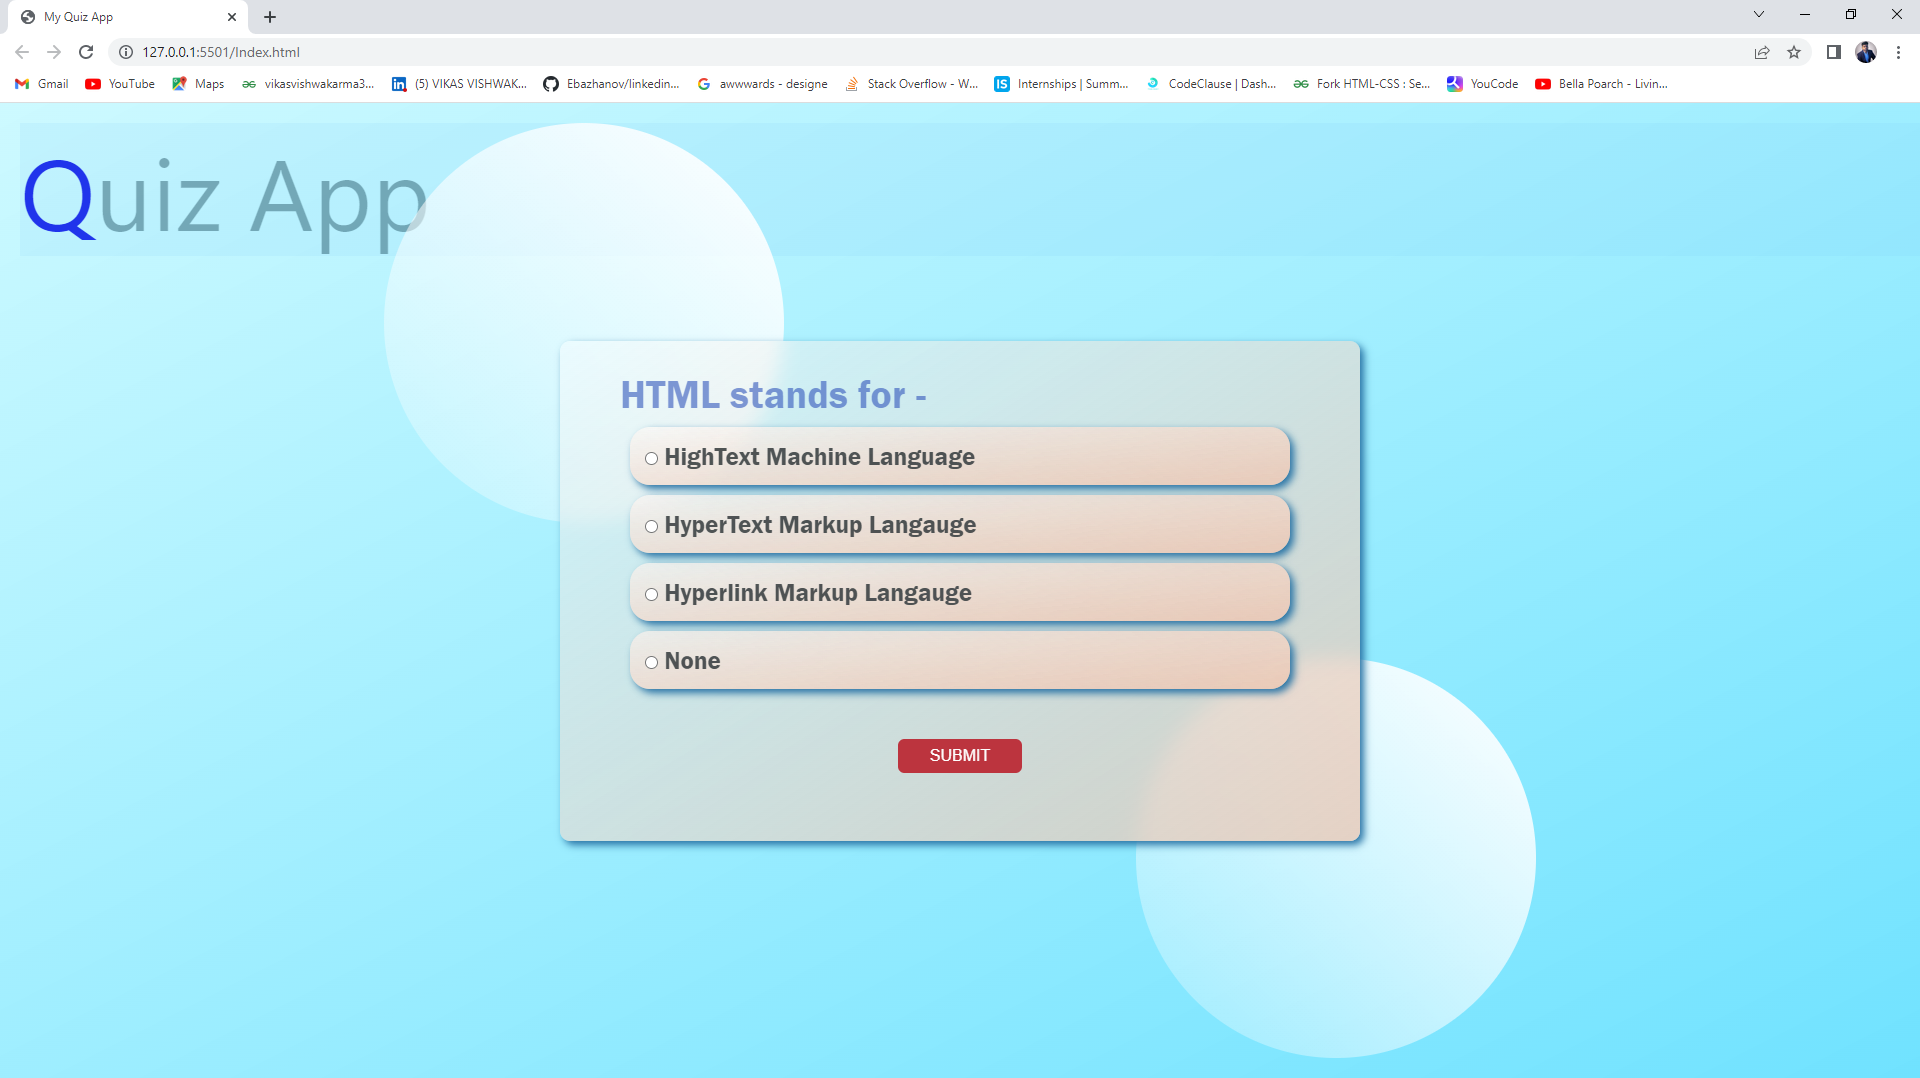 My Quiz App
127.0.0.1:5501/Index.html
Gmail YouTube Maps vikasvishwakarma3... (5) VIKAS VISHWAK... Ebazhanov/linkedin... awwwards - designe Stack Overflow - W... Internships | Summ... CodeClause | Dash... Fork HTML-CSS : Se... YouCode Bella Poarch - Livin...
Quiz App
HTML stands for -
HighText Machine Language
HyperText Markup Langauge
Hyperlink Markup Langauge
None
SUBMIT